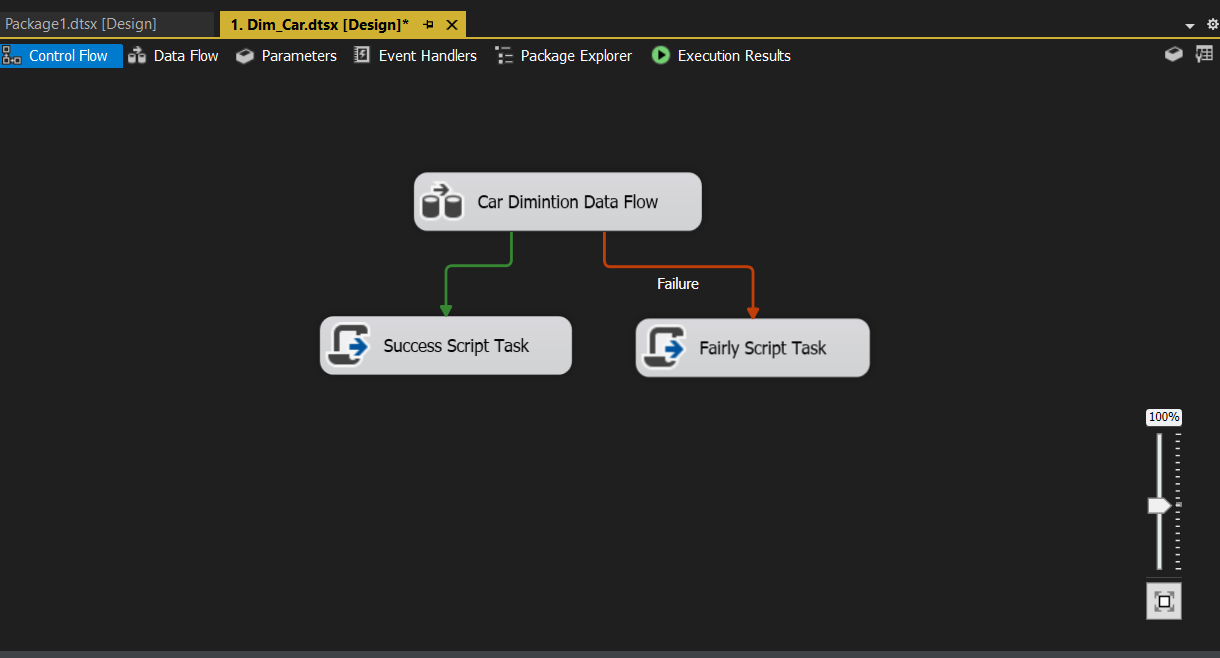 Package1.dtsx [Design]
1. Dim_Car.dtsx [Design]*
Control Flow
Data Flow
Parameters
Event Handlers
Package Explorer
Execution Results
Car Dimintion Data Flow
Failure
Success Script Task
Fairly Script Task
100%